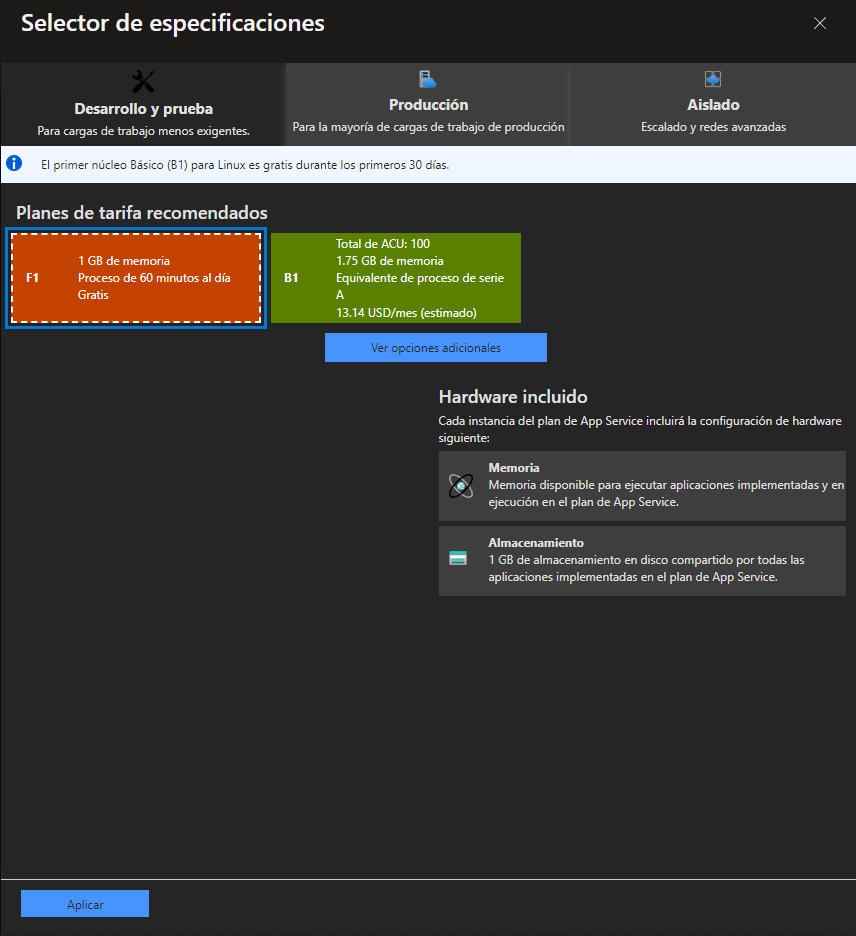 Selector de especificaciones
Desarrollo y prueba
Para cargas de trabajo menos exigentes.
Producción
Para la mayoría de cargas de trabajo de producción
Aislado
Escalado y redes avanzadas
El primer núcleo Básico (B1) para Linux es gratis durante los primeros 30 días.
Planes de tarifa recomendados
F1
1 GB de memoria
Proceso de 60 minutos al día
Gratis
B1
Total de ACU: 100
1.75 GB de memoria
Equivalente de proceso de serie
A
13.14 USD/mes (estimado)
Ver opciones adicionales
Hardware incluido
Cada instancia del plan de App Service incluirá la configuración de hardware
siguiente:
Memoria
Memoria disponible para ejecutar aplicaciones implementadas y en
ejecución en el plan de App Service.
Almacenamiento
1 GB de almacenamiento en disco compartido por todas las
aplicaciones implementadas en el plan de App Service.
Aplicar